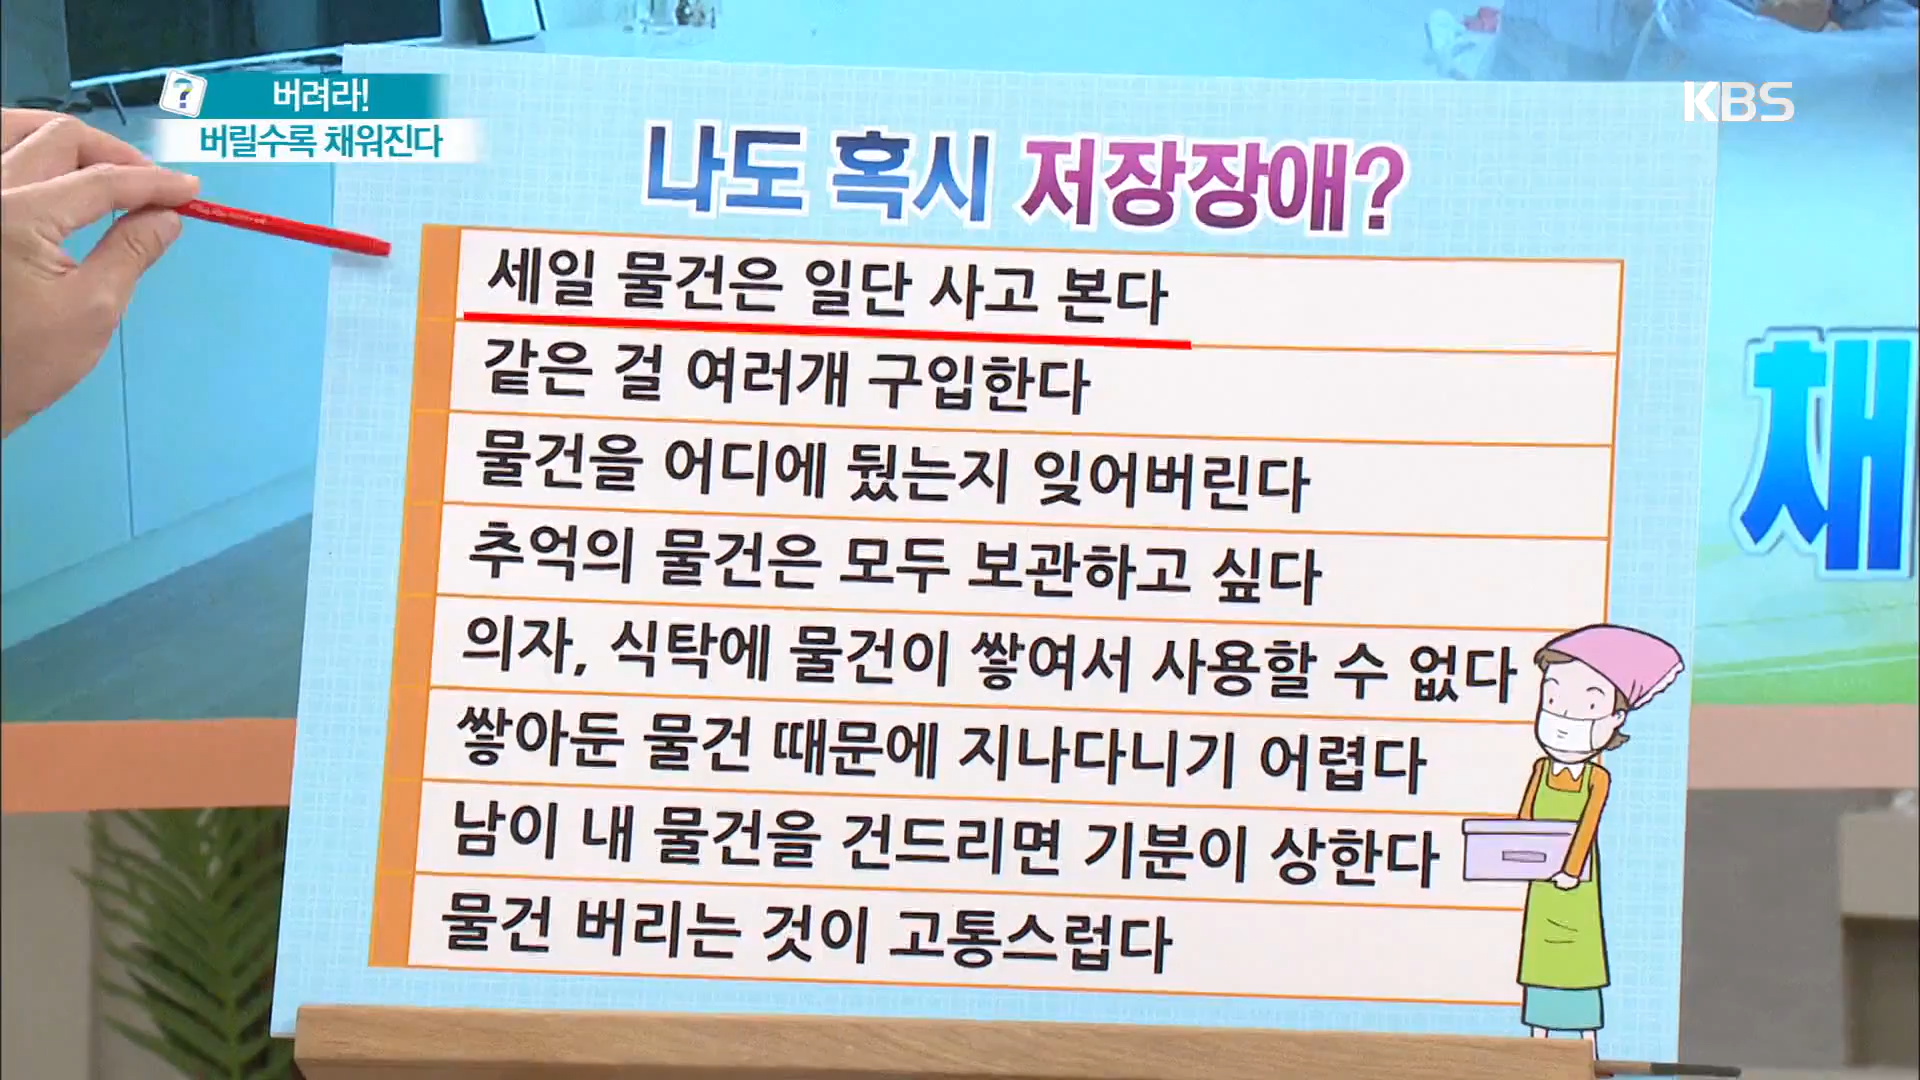 버려라!
버릴수록 채워진다
KBS
나도 혹시 저장장애?
세일 물건은 일단 사고 본다
같은 걸 여러개 구입한다
물건을 어디에 뒀는지 잊어버린다
추억의 물건은 모두 보관하고 싶다
의자, 식탁에 물건이 쌓여서 사용할 수 없다
쌓아둔 물건 때문에 지나다니기 어렵다
남이 내 물건을 건드리면 기분이 상한다
물건 버리는 것이 고통스럽다
채